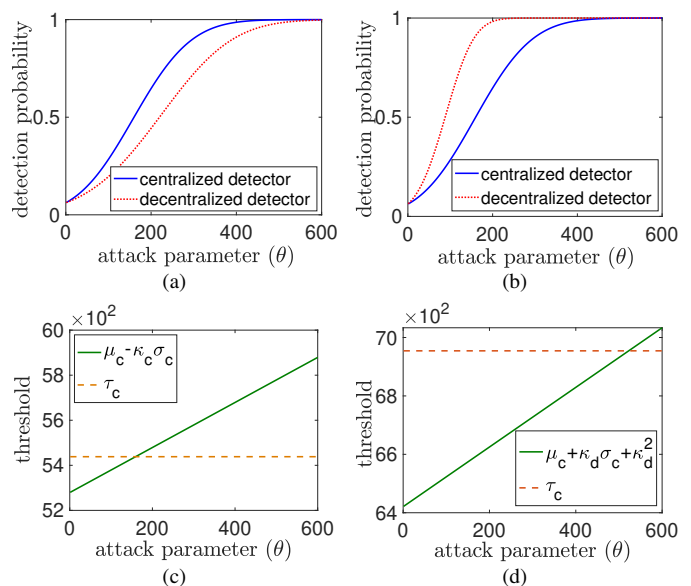 1
0.5
0
detection probability
centralized detector
decentralized detector
0 200 400 600
attack parameter (θ)
(a)
1
0.5
0
detection probability
centralized detector
decentralized detector
0 200 400 600
attack parameter (θ)
(b)
×10²
60
58
56
54
52
threshold
μc-κcσc
τc
0 200 400 600
attack parameter (θ)
(c)
×10²
70
68
66
64
threshold
μc+κdσc+κd²
τc
0 200 400 600
attack parameter (θ)
(d)